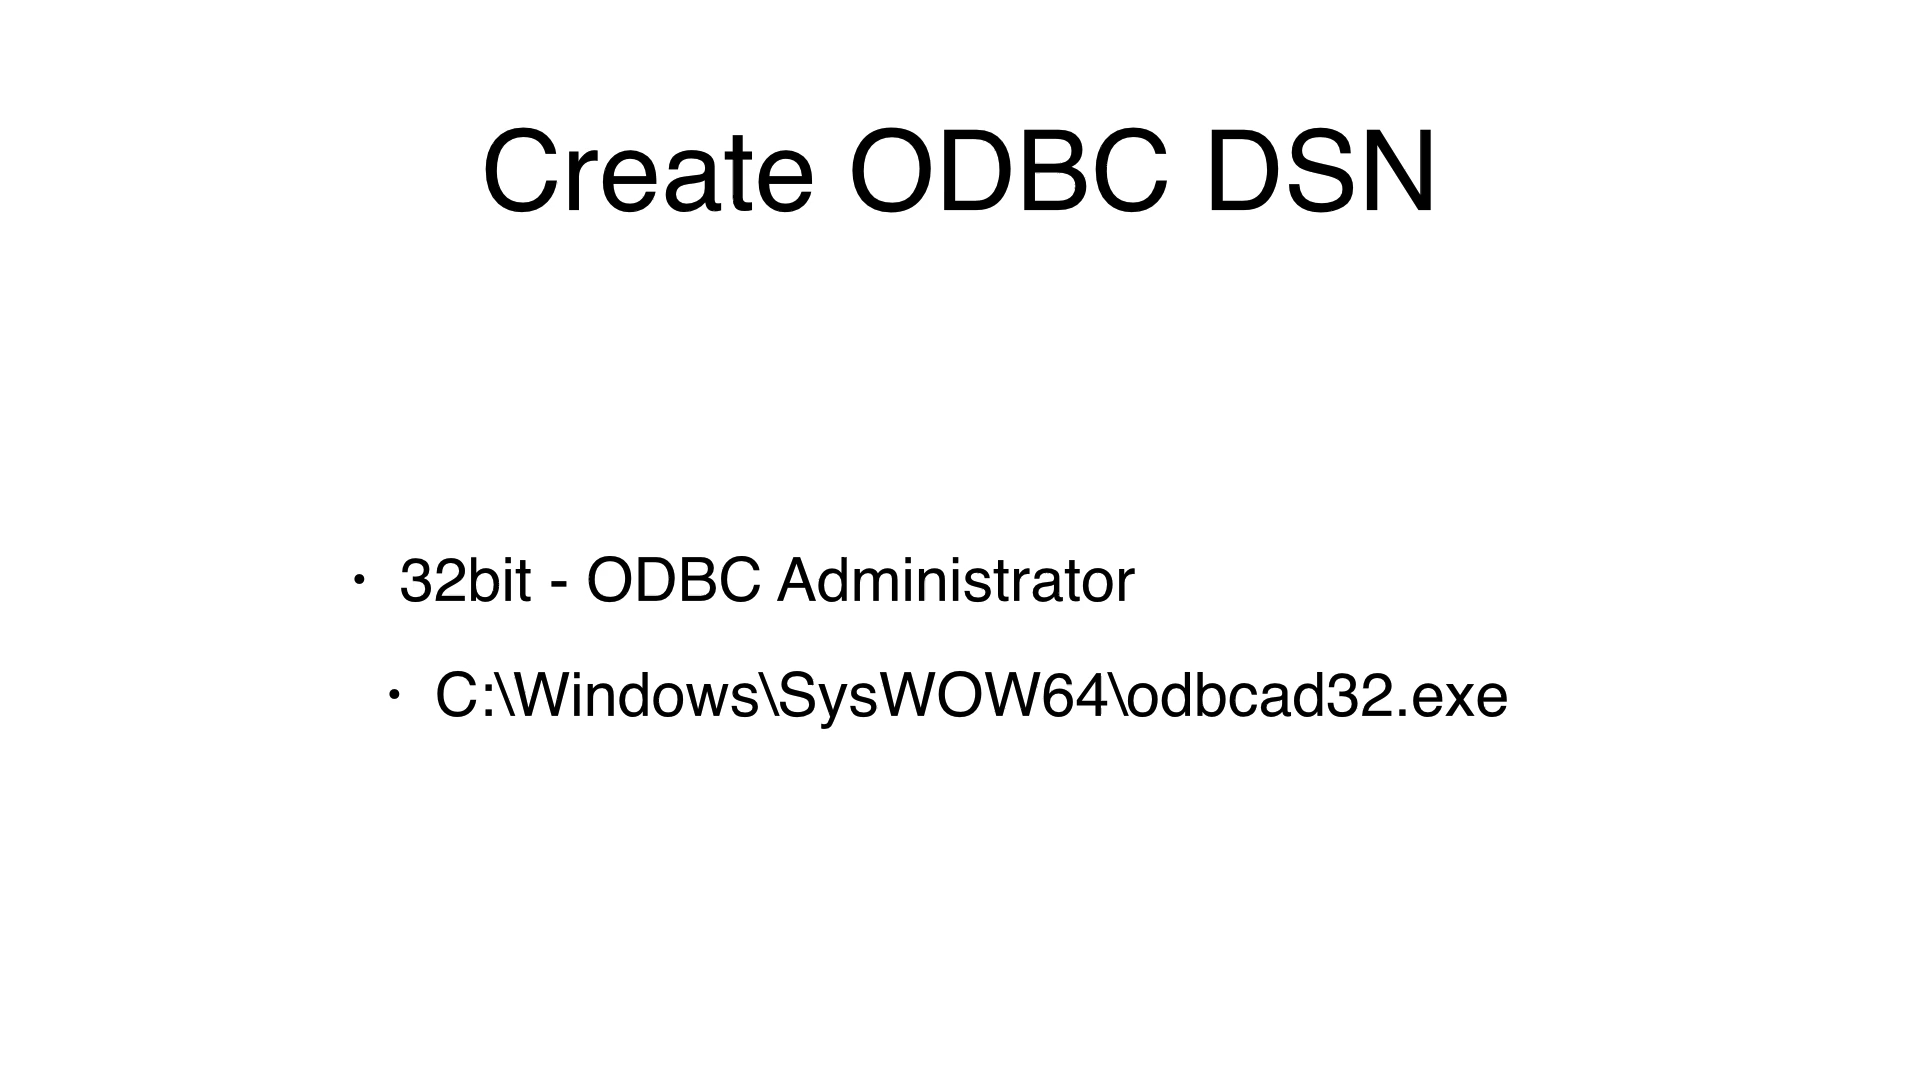 Create ODBC DSN
• 32bit - ODBC Administrator
• C:\Windows\SysWOW64\odbcad32.exe